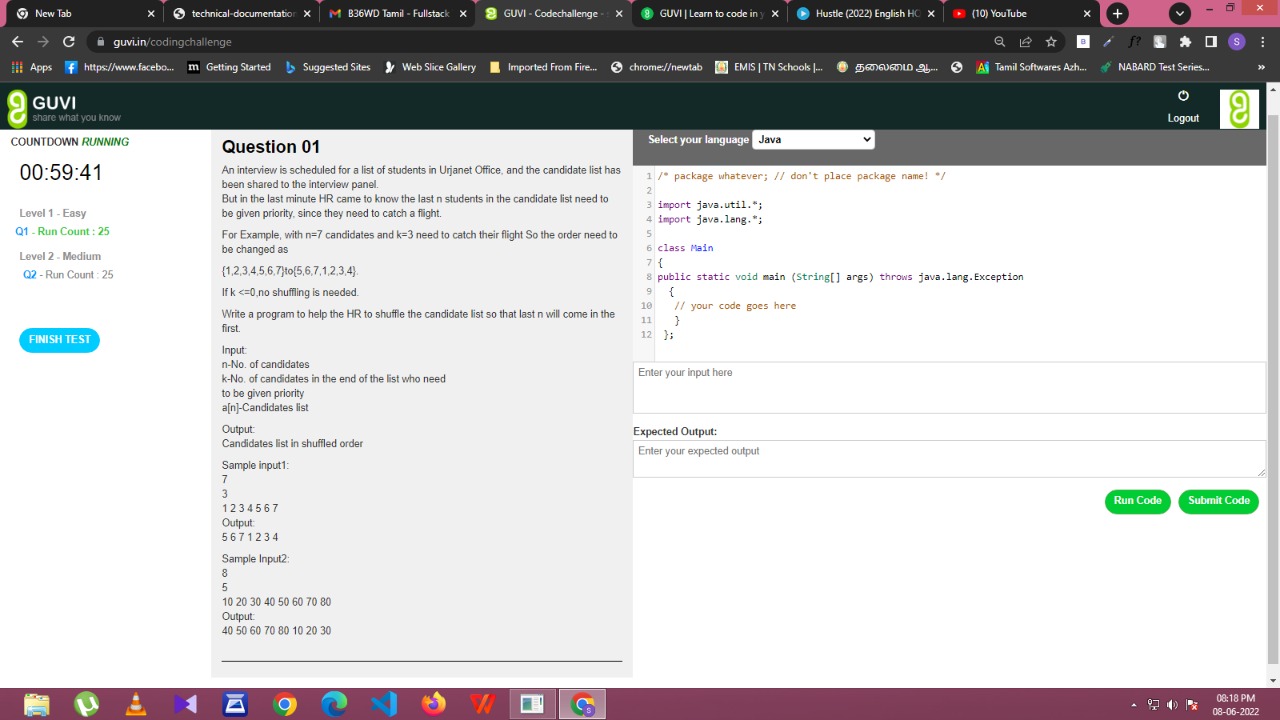 New Tab
technical-documentation
B36WD Tamil - Fullstack
GUVI - Codechallenge -
GUVI | Learn to code in y
Hustle (2022) English HQ
(10) YouTube
guvi.in/codingchallenge
Apps
https://www.facebo...
Getting Started
Suggested Sites
Web Slice Gallery
Imported From Fire...
chrome://newtab
EMIS | TN Schools |...
தலைமை ஆ...
Tamil Softwares Azh...
NABARD Test Series...
GUVI
share what you know
Logout
COUNTDOWN RUNNING
00:59:41
Level 1 - Easy
Q1 - Run Count : 25
Level 2 - Medium
Q2 - Run Count : 25
FINISH TEST
Question 01
An interview is scheduled for a list of students in Urjanet Office, and the candidate list has
been shared to the interview panel.
But in the last minute HR came to know the last n students in the candidate list need to
be given priority, since they need to catch a flight.
For Example, with n=7 candidates and k=3 need to catch their flight So the order need to
be changed as
{1,2,3,4,5,6,7}to{5,6,7,1,2,3,4}.
If k <=0,no shuffling is needed.
Write a program to help the HR to shuffle the candidate list so that last n will come in the
first.
Input:
n-No. of candidates
k-No. of candidates in the end of the list who need
to be given priority
a[n]-Candidates list
Output:
Candidates list in shuffled order
Sample input1:
7
3
1 2 3 4 5 6 7
Output:
5 6 7 1 2 3 4
Sample Input2:
8
5
10 20 30 40 50 60 70 80
Output:
40 50 60 70 80 10 20 30
Select your language Java
1 /* package whatever; // don't place package name! */
2
3 import java.util.*;
4 import java.lang.*;
5
6 class Main
7 {
8 public static void main (String[] args) throws java.lang.Exception
9 {
10 // your code goes here
11 }
12 };
Enter your input here
Expected Output:
Enter your expected output
Run Code
Submit Code
08:18 PM
08-06-2022